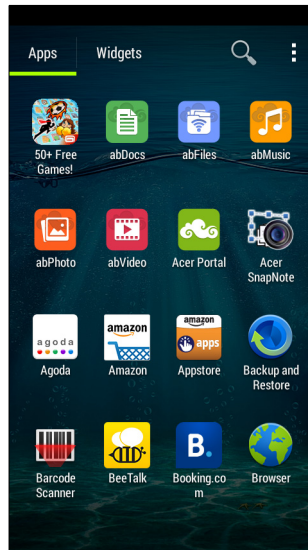 Apps Widgets
50+ Free
Games!
abDocs
abFiles
abMusic
abPhoto
abVideo
Acer Portal
Acer
SnapNote
agoda
Agoda
amazon
Amazon
amazon
apps
Appstore
Backup and
Restore
Barcode
Scanner
BeeTalk
B.
Booking.co
m
Browser